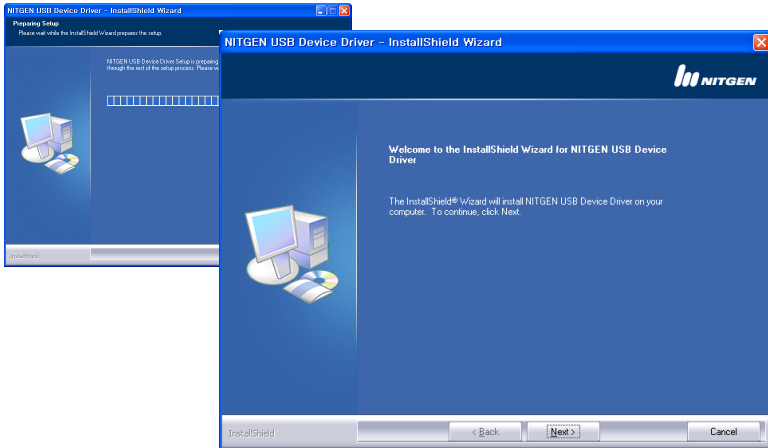 NITGEN USB Device Driver - InstallShield Wizard
Preparing Setup
Please wait while the InstallShield Wizard prepares the setup.
NITGEN USB Device Driver Setup is preparing
through the rest of the setup process. Please w
InstallShield
NITGEN USB Device Driver - InstallShield Wizard
NITGEN
Welcome to the InstallShield Wizard for NITGEN USB Device
Driver
The InstallShield® Wizard will install NITGEN USB Device Driver on your
computer. To continue, click Next.
InstallShield
< Back
Next >
Cancel